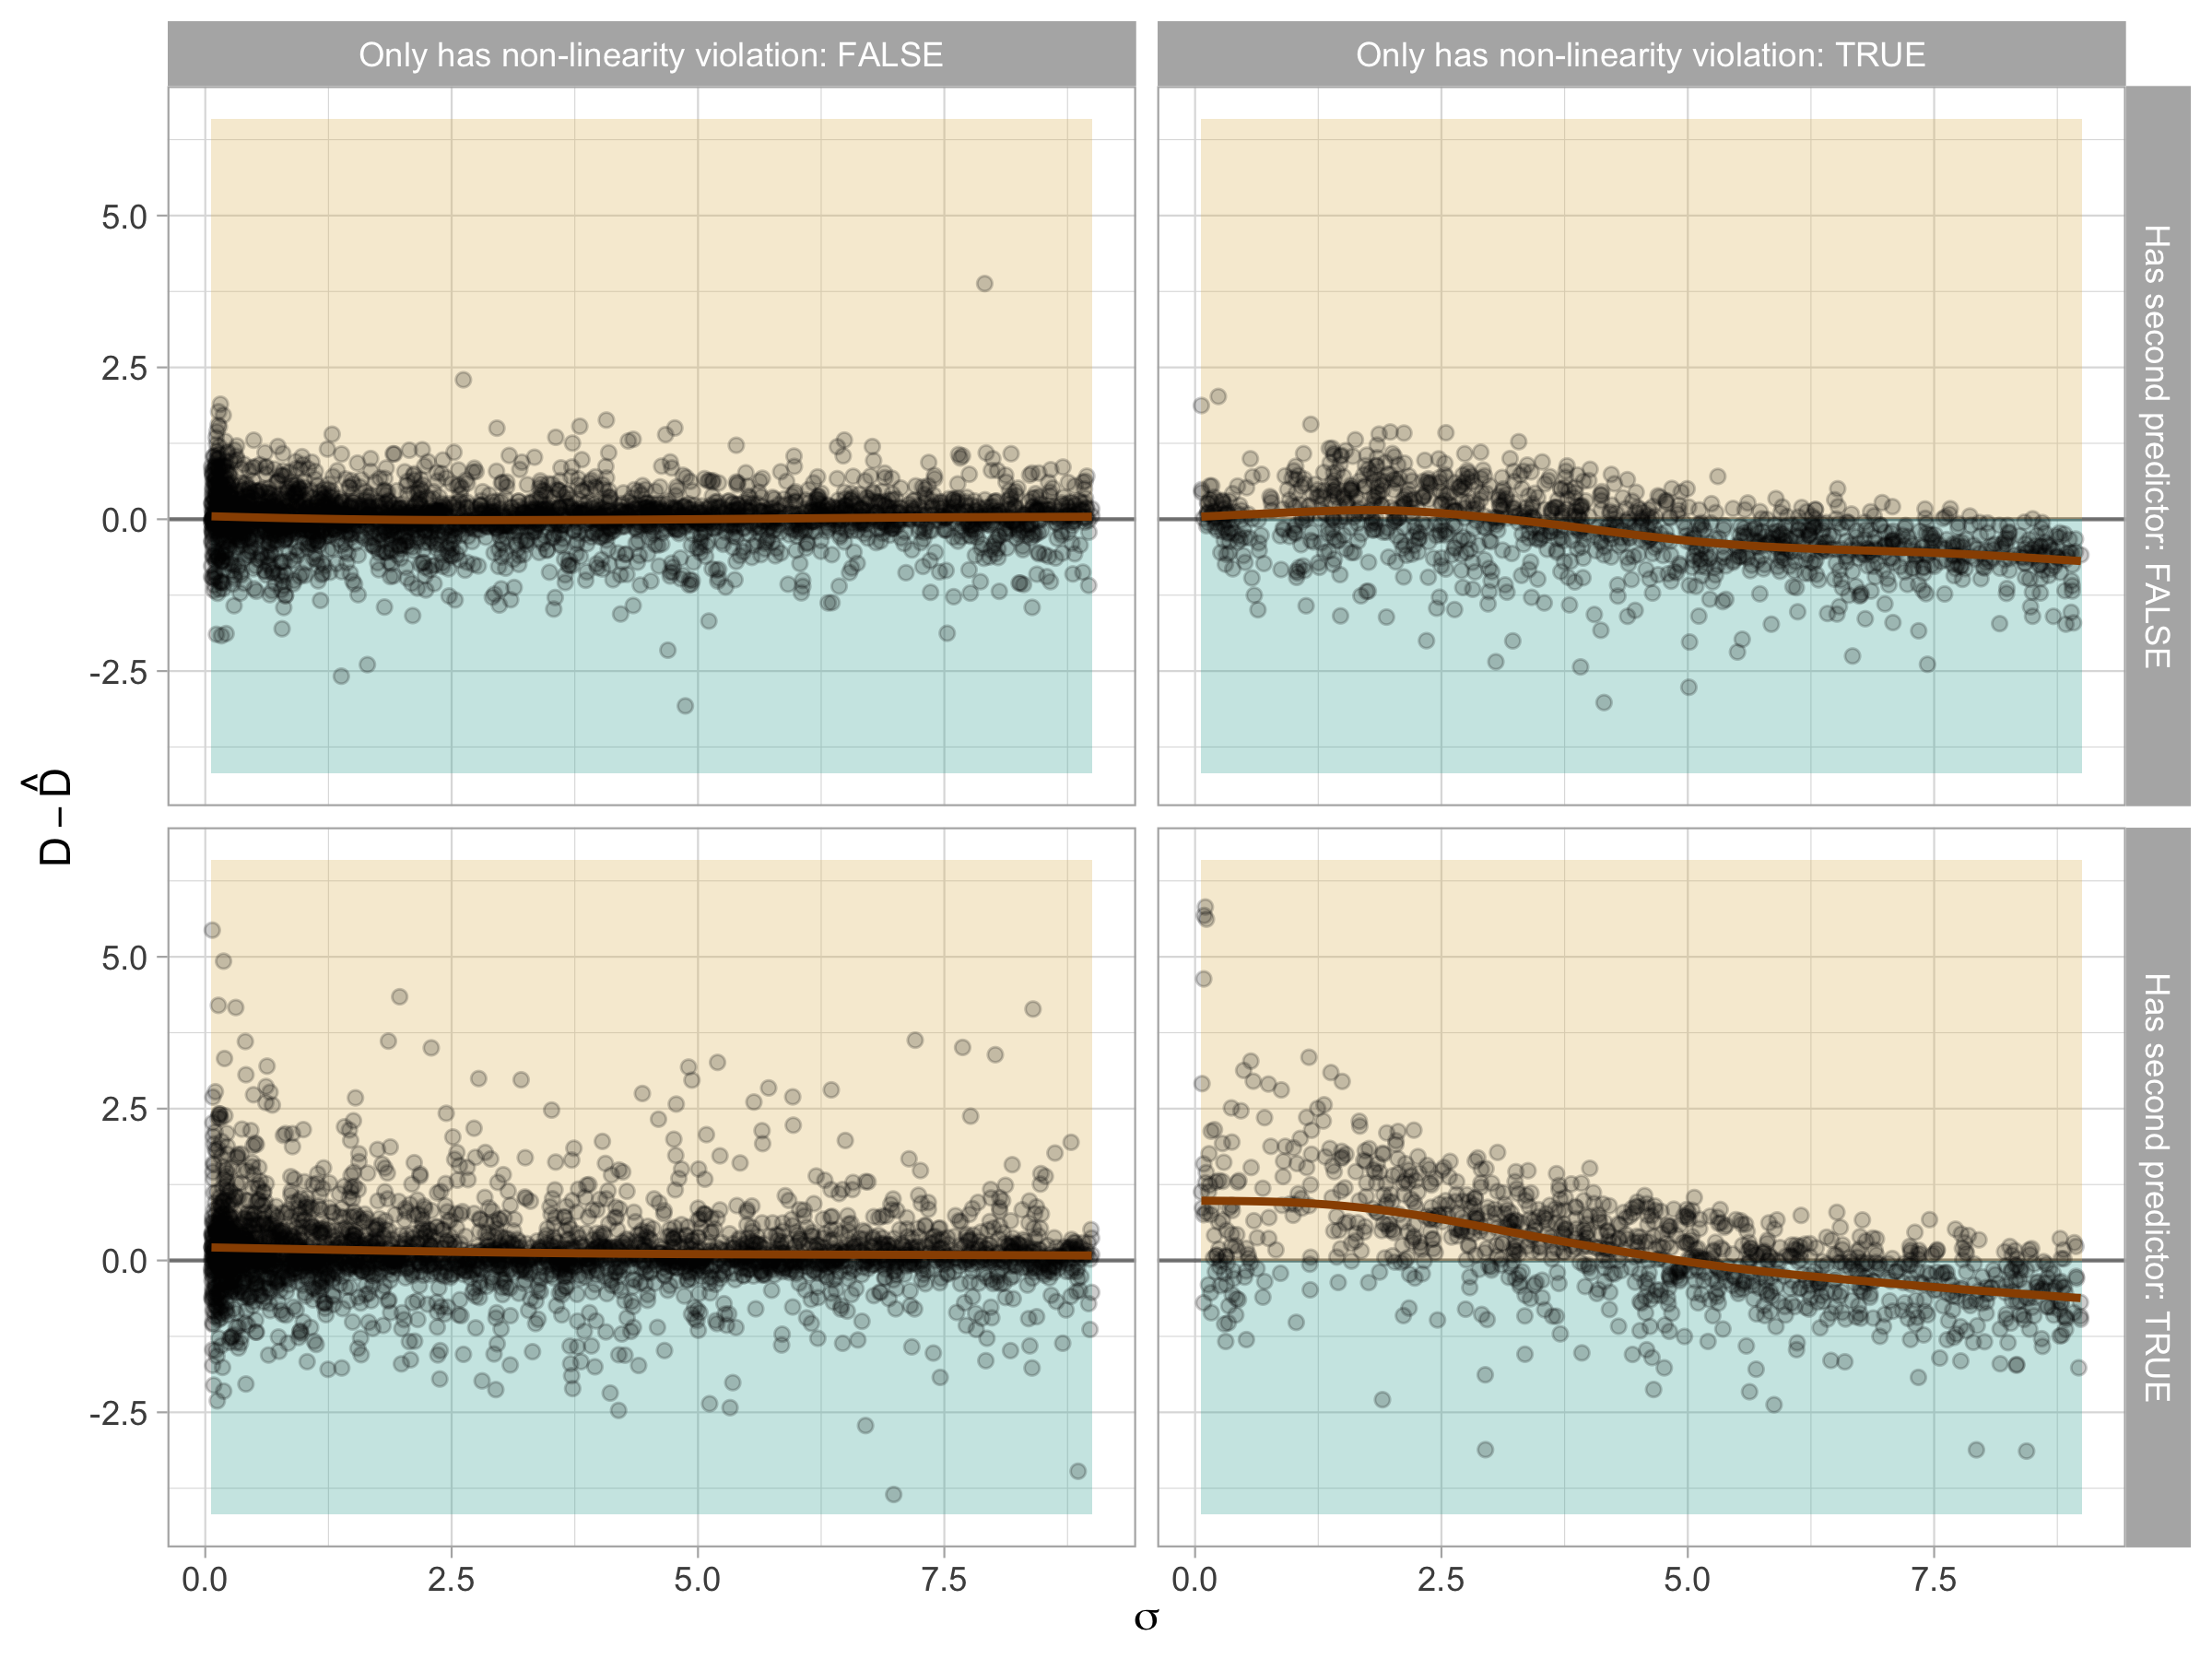 Only has non-linearity violation: FALSE
Only has non-linearity violation: TRUE
Has second predictor: FALSE
Has second predictor: TRUE
5.0
2.5
0.0
-2.5
5.0
2.5
0.0
-2.5
D − D̂
0.0 2.5 5.0 7.5
0.0 2.5 5.0 7.5
σ